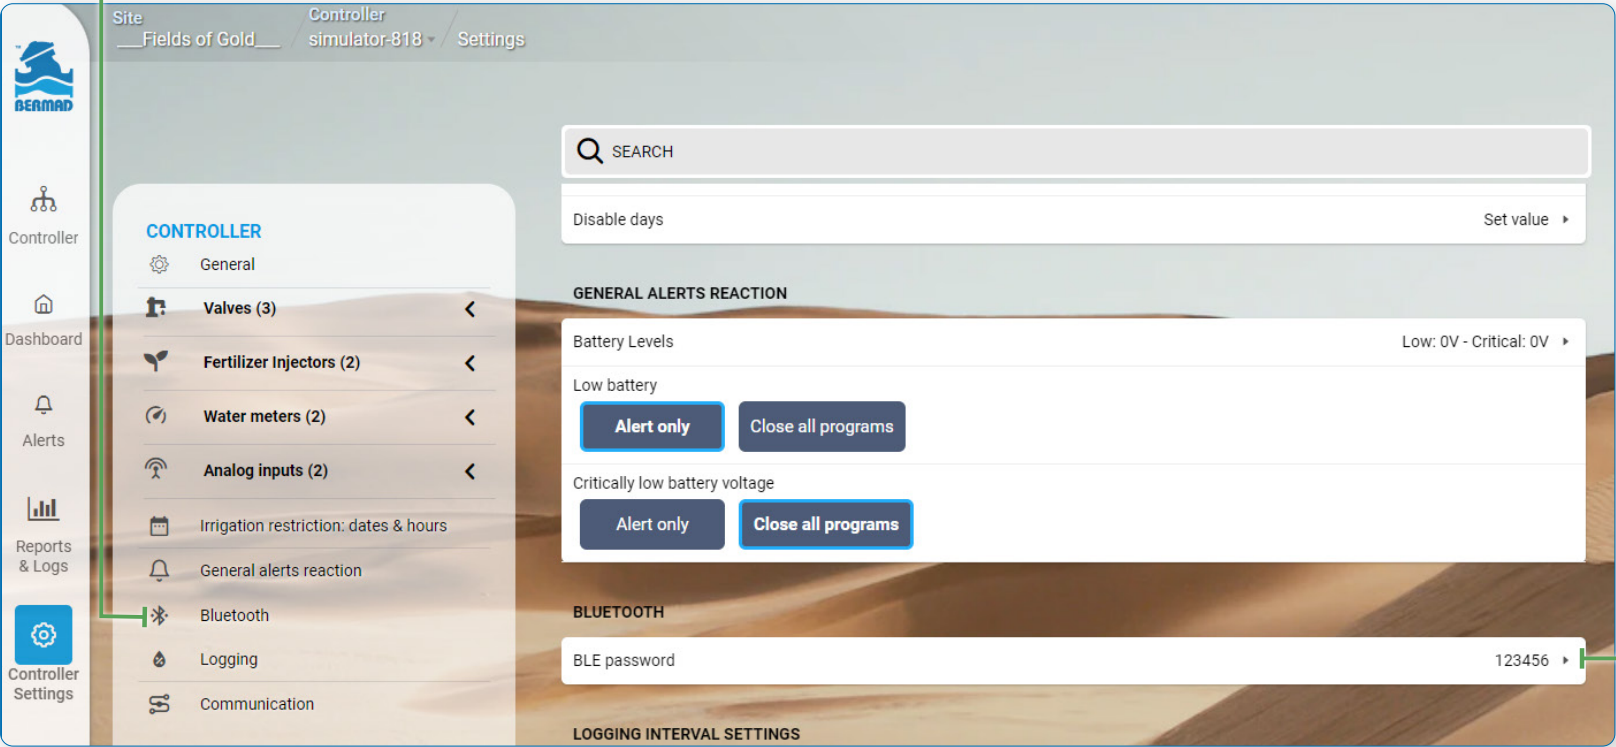 Site
___Fields of Gold___
Controller
simulator-818
Settings
™
BERMAD
Controller
Dashboard
Alerts
Reports
& Logs
Controller
Settings
CONTROLLER
General
Valves (3)
Fertilizer Injectors (2)
Water meters (2)
Analog inputs (2)
Irrigation restriction: dates & hours
General alerts reaction
Bluetooth
Logging
Communication
SEARCH
Disable days Set value
GENERAL ALERTS REACTION
Battery Levels Low: 0V - Critical: 0V
Low battery
Alert only Close all programs
Critically low battery voltage
Alert only Close all programs
BLUETOOTH
BLE password 123456
LOGGING INTERVAL SETTINGS